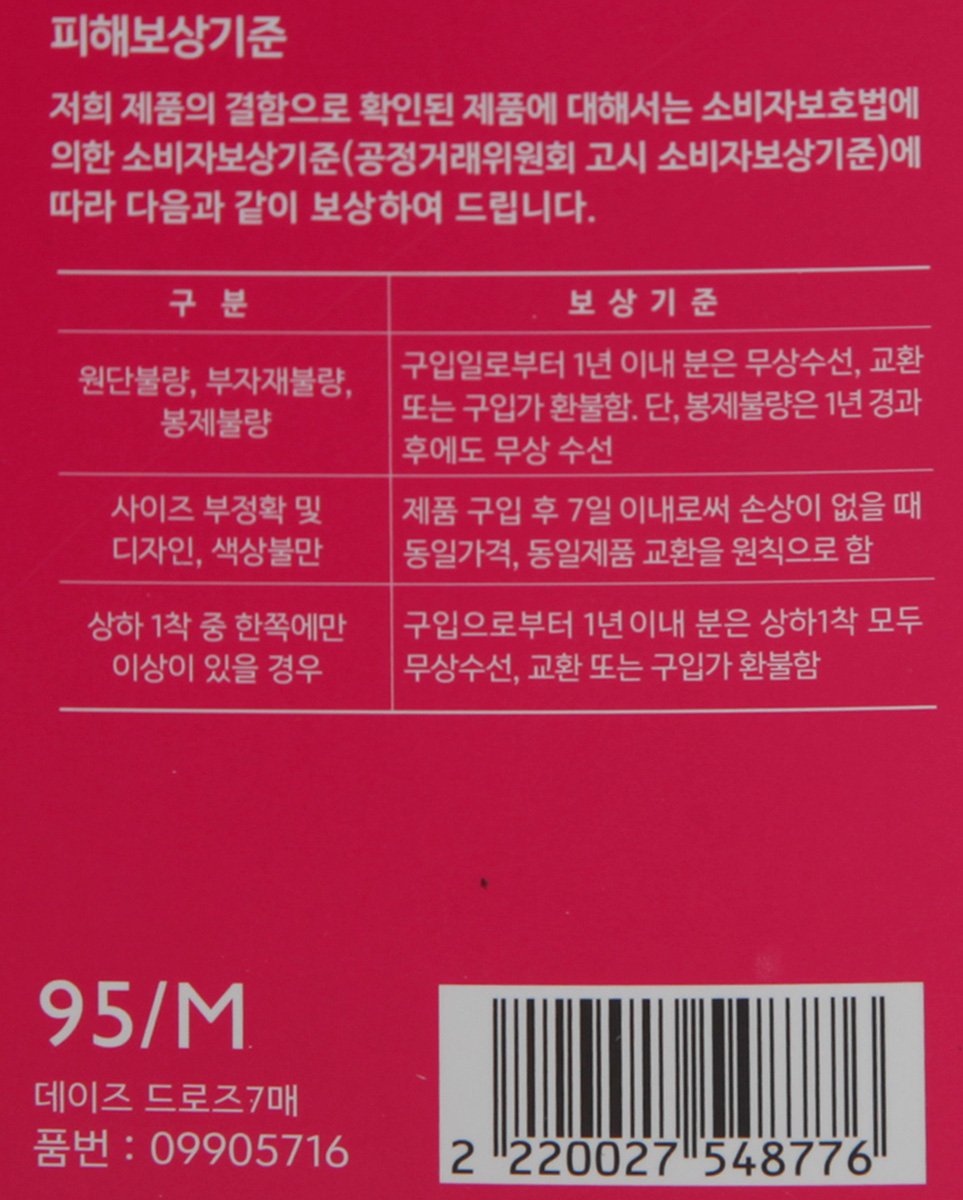 피해보상기준
저희 제품의 결함으로 확인된 제품에 대해서는 소비자보호법에
의한 소비자보상기준(공정거래위원회 고시 소비자보상기준)에
따라 다음과 같이 보상하여 드립니다.
구 분
보 상 기 준
원단불량, 부자재불량,
봉제불량
구입일로부터 1년 이내 분은 무상수선, 교환
또는 구입가 환불함. 단, 봉제불량은 1년 경과
후에도 무상 수선
사이즈 부정확 및
디자인, 색상불만
제품 구입 후 7일 이내로써 손상이 없을 때
동일가격, 동일제품 교환을 원칙으로 함
상하 1착 중 한쪽에만
이상이 있을 경우
구입으로부터 1년이내 분은 상하1착 모두
무상수선, 교환 또는 구입가 환불함
95/M
데이즈 드로즈7매
품번 : 09905716
2 220027 548776